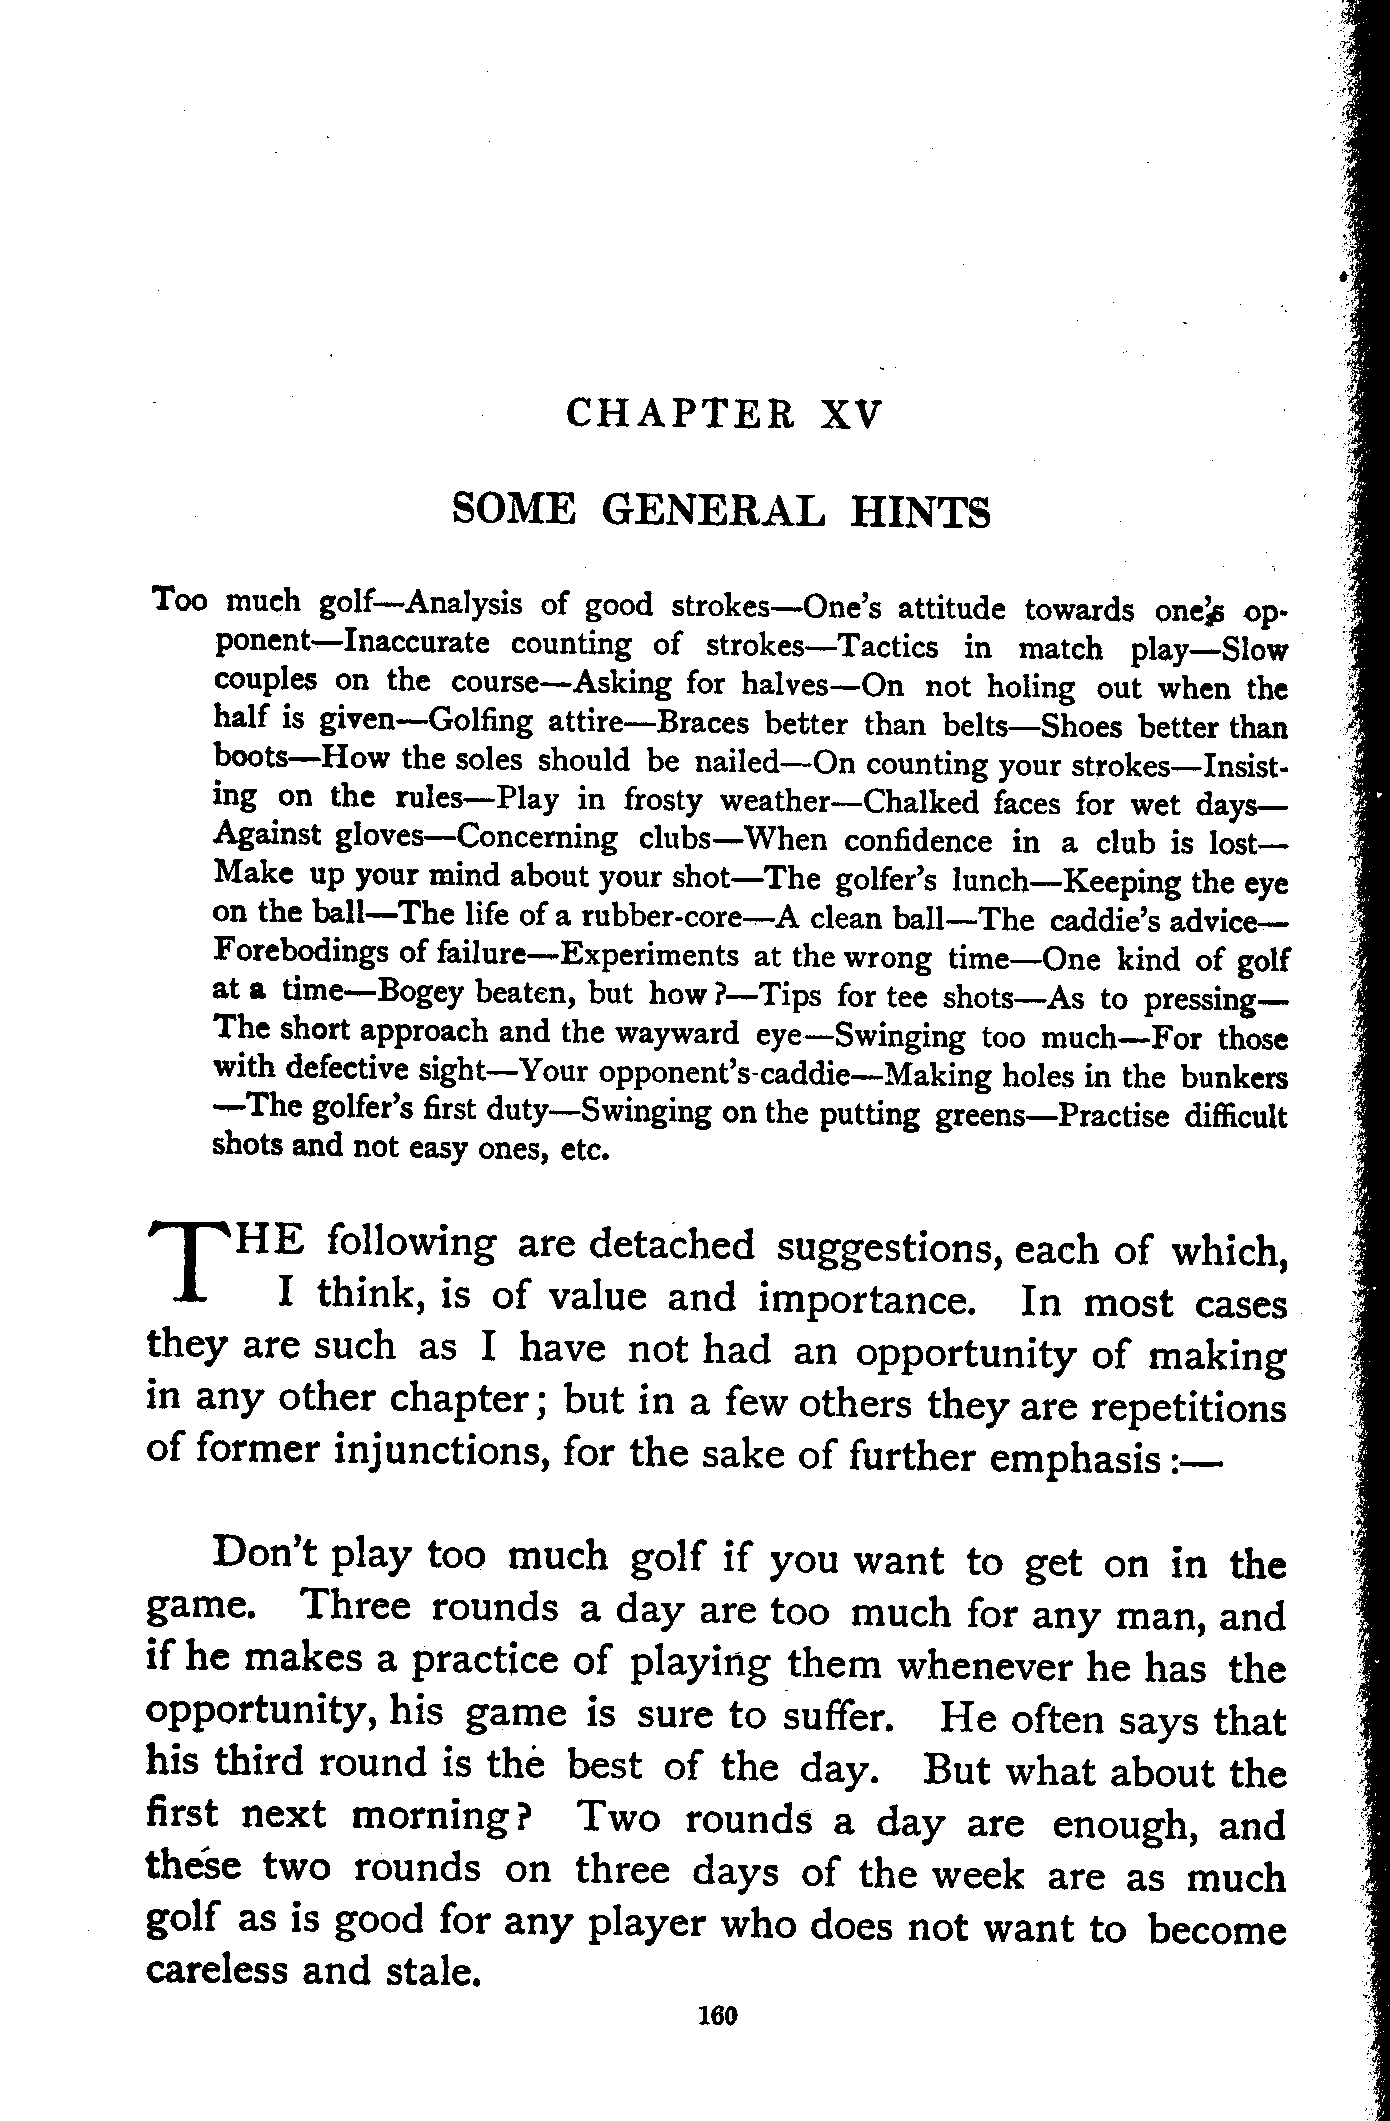 CHAPTER XV
SOME GENERAL HINTS
Too much golf—Analysis of good strokes—One's attitude towards one's op-
ponent—Inaccurate counting of strokes—Tactics in match play—Slow
couples on the course—Asking for halves—On not holing out when the
half is given—Golfing attire—Braces better than belts—Shoes better than
boots—How the soles should be nailed—On counting your strokes—Insist-
ing on the rules—Play in frosty weather—Chalked faces for wet days—
Against gloves—Concerning clubs—When confidence in a club is lost—
Make up your mind about your shot—The golfer's lunch—Keeping the eye
on the ball—The life of a rubber-core—A clean ball—The caddie's advice—
Forebodings of failure—Experiments at the wrong time—One kind of golf
at a time—Bogey beaten, but how?—Tips for tee shots—As to pressing—
The short approach and the wayward eye—Swinging too much—For those
with defective sight—Your opponent's caddie—Making holes in the bunkers
—The golfer's first duty—Swinging on the putting greens—Practise difficult
shots and not easy ones, etc.
THE following are detached suggestions, each of which,
I think, is of value and importance. In most cases
they are such as I have not had an opportunity of making
in any other chapter; but in a few others they are repetitions
of former injunctions, for the sake of further emphasis:—
Don't play too much golf if you want to get on in the
game. Three rounds a day are too much for any man, and
if he makes a practice of playing them whenever he has the
opportunity, his game is sure to suffer. He often says that
his third round is the best of the day. But what about the
first next morning? Two rounds a day are enough, and
these two rounds on three days of the week are as much
golf as is good for any player who does not want to become
careless and stale.
160